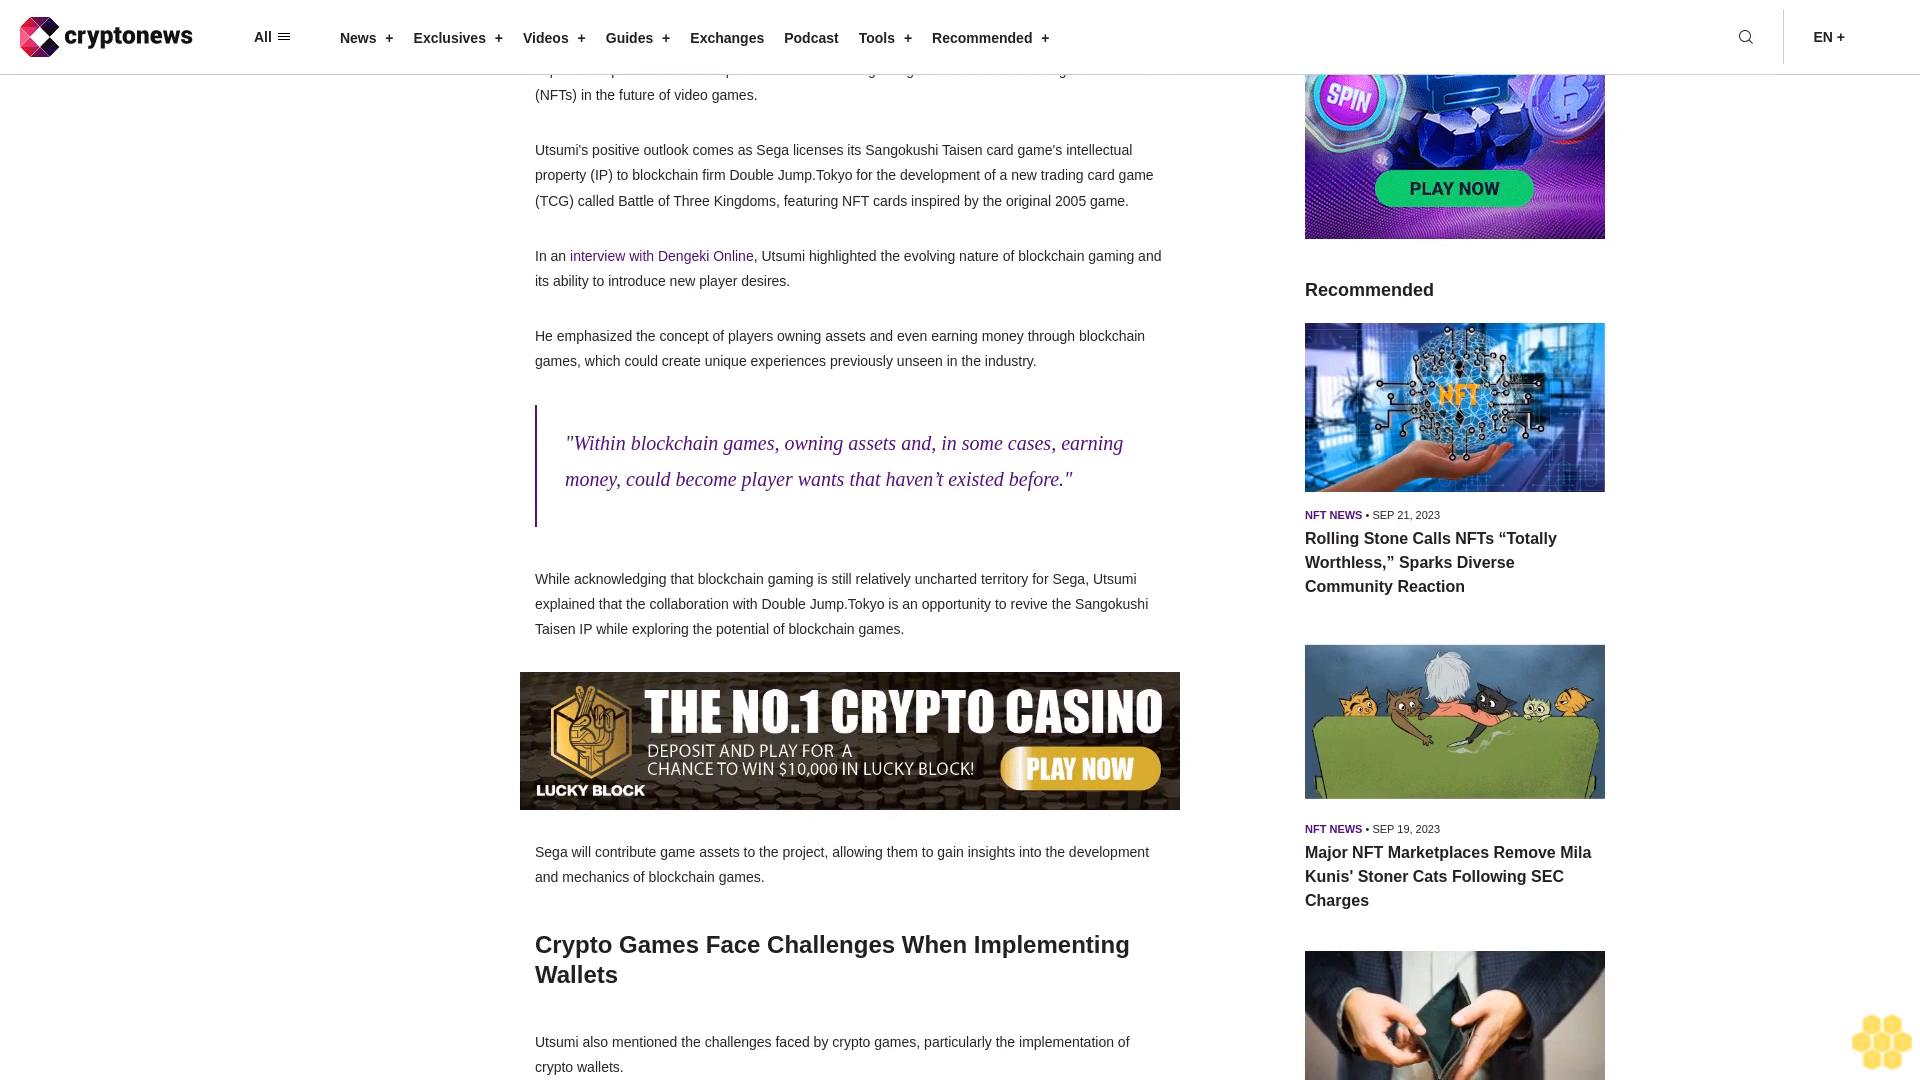 cryptonews
All
News +
Exclusives +
Videos +
Guides +
Exchanges
Podcast
Tools +
Recommended +
EN +
(NFTs) in the future of video games.
Utsumi's positive outlook comes as Sega licenses its Sangokushi Taisen card game's intellectual
property (IP) to blockchain firm Double Jump.Tokyo for the development of a new trading card game
(TCG) called Battle of Three Kingdoms, featuring NFT cards inspired by the original 2005 game.
In an interview with Dengeki Online, Utsumi highlighted the evolving nature of blockchain gaming and
its ability to introduce new player desires.
He emphasized the concept of players owning assets and even earning money through blockchain
games, which could create unique experiences previously unseen in the industry.
"Within blockchain games, owning assets and, in some cases, earning
money, could become player wants that haven’t existed before."
While acknowledging that blockchain gaming is still relatively uncharted territory for Sega, Utsumi
explained that the collaboration with Double Jump.Tokyo is an opportunity to revive the Sangokushi
Taisen IP while exploring the potential of blockchain games.
THE NO.1 CRYPTO CASINO
DEPOSIT AND PLAY FOR A
CHANCE TO WIN $10,000 IN LUCKY BLOCK!
PLAY NOW
LUCKY BLOCK
Sega will contribute game assets to the project, allowing them to gain insights into the development
and mechanics of blockchain games.
Crypto Games Face Challenges When Implementing
Wallets
Utsumi also mentioned the challenges faced by crypto games, particularly the implementation of
crypto wallets.
SPIN
3X
PLAY NOW
Recommended
NFT
NFT NEWS • SEP 21, 2023
Rolling Stone Calls NFTs “Totally
Worthless,” Sparks Diverse
Community Reaction
NFT NEWS • SEP 19, 2023
Major NFT Marketplaces Remove Mila
Kunis' Stoner Cats Following SEC
Charges